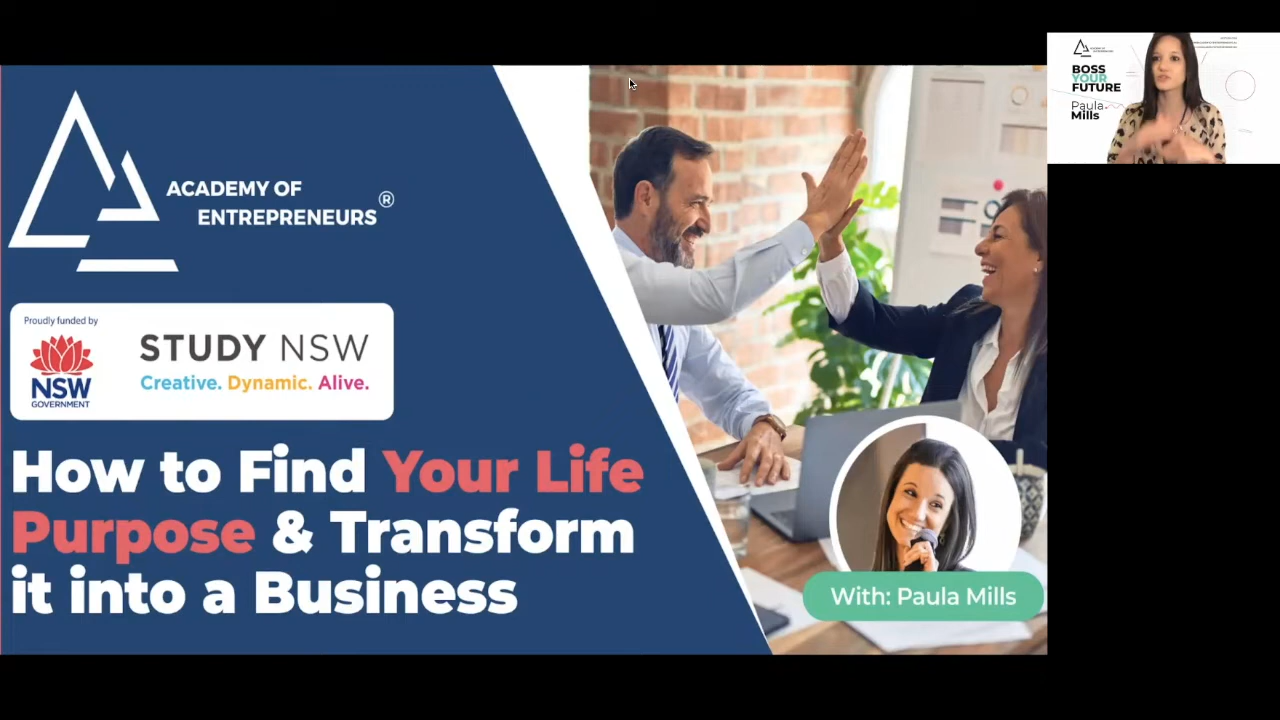 ACADEMY OF
ENTREPRENEURS®
Proudly funded by
NSW
GOVERNMENT
STUDY NSW
Creative. Dynamic. Alive.
How to Find Your Life
Purpose & Transform
it into a Business
With: Paula Mills
BOSS
YOUR
FUTURE
Paula
Mills